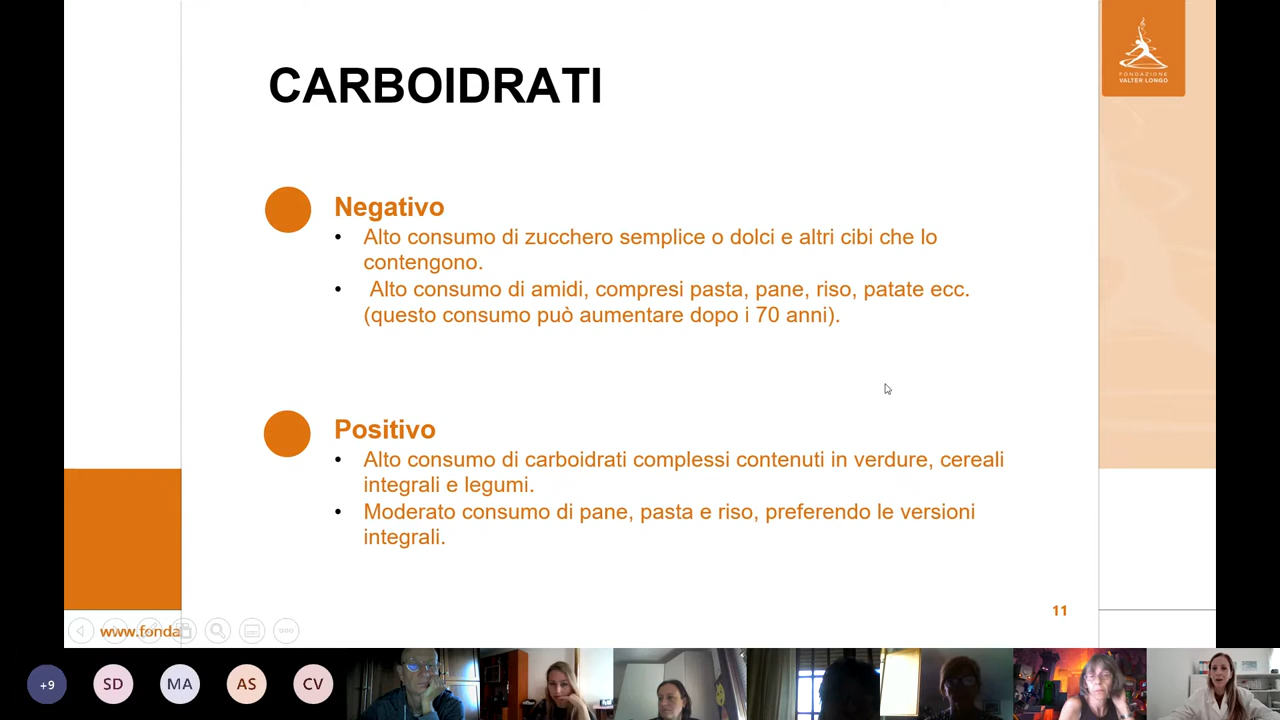 FONDAZIONE
VALTER LONGO
CARBOIDRATI
Negativo
• Alto consumo di zucchero semplice o dolci e altri cibi che lo
contengono.
• Alto consumo di amidi, compresi pasta, pane, riso, patate ecc.
(questo consumo può aumentare dopo i 70 anni).
Positivo
• Alto consumo di carboidrati complessi contenuti in verdure, cereali
integrali e legumi.
• Moderato consumo di pane, pasta e riso, preferendo le versioni
integrali.
11
www.fonda
+9 SD MA AS CV